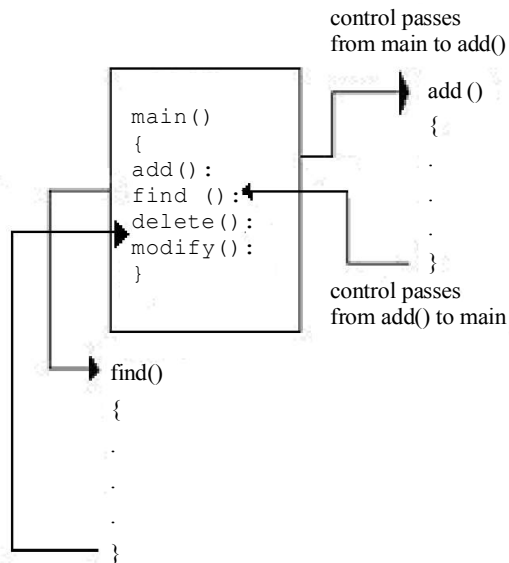 control passes
from main to add()
main()
{
add():
find ():
delete():
modify():
}
add ()
{
.
.
.
}
control passes
from add() to main
find()
{
.
.
.
}